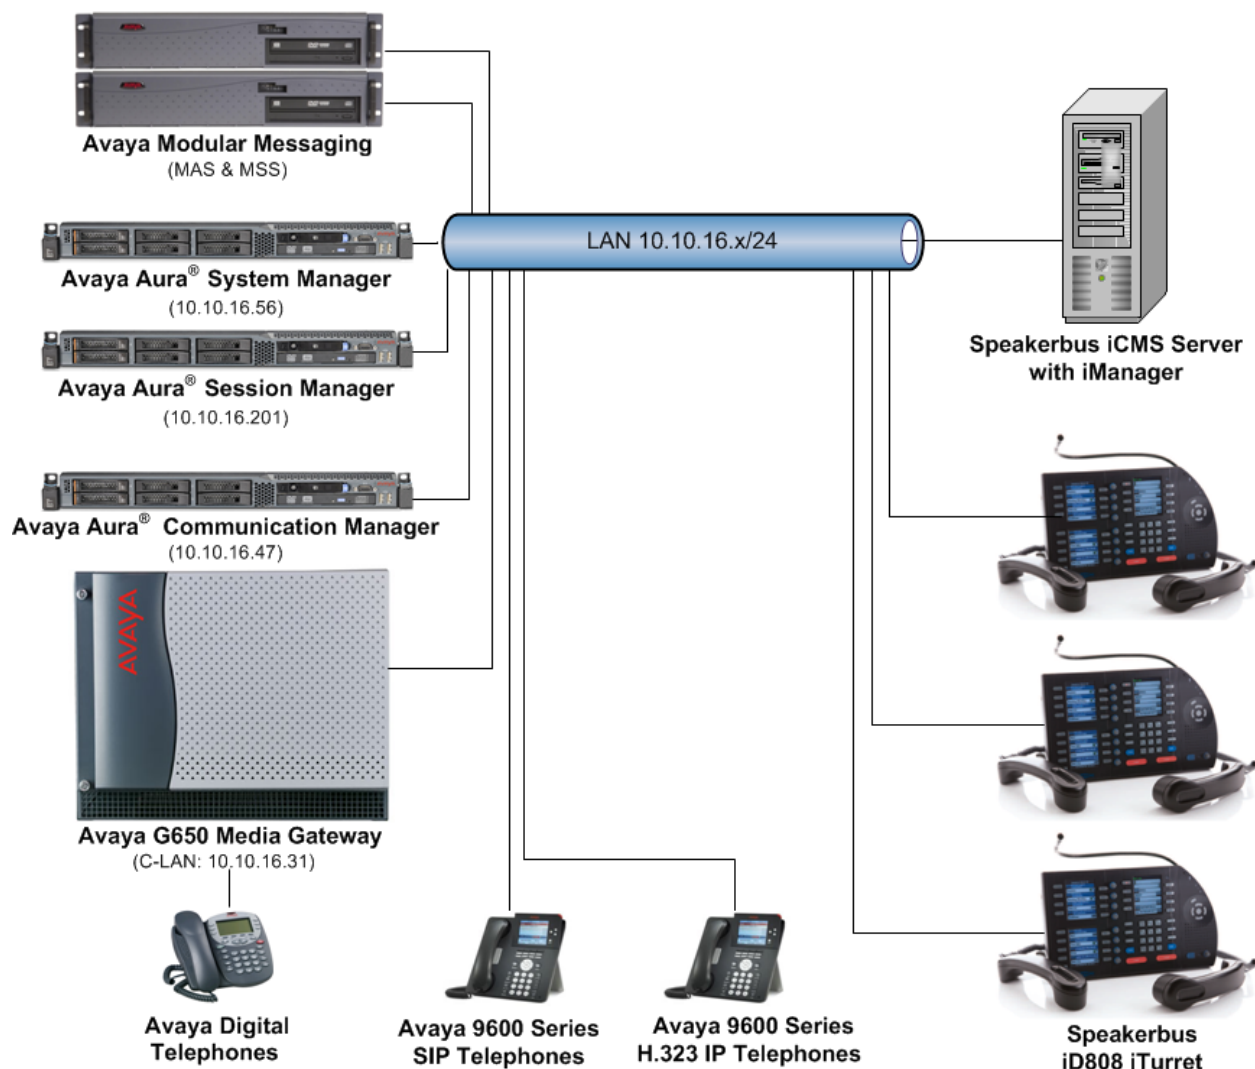 Avaya Modular Messaging
(MAS & MSS)
LAN 10.10.16.x/24
Avaya Aura® System Manager
(10.10.16.56)
Speakerbus iCMS Server
with iManager
Avaya Aura® Session Manager
(10.10.16.201)
Avaya Aura® Communication Manager
(10.10.16.47)
AVAYA
Avaya G650 Media Gateway
(C-LAN: 10.10.16.31)
Avaya Digital
Telephones
Avaya 9600 Series
SIP Telephones
Avaya 9600 Series
H.323 IP Telephones
Speakerbus
iD808 iTurret